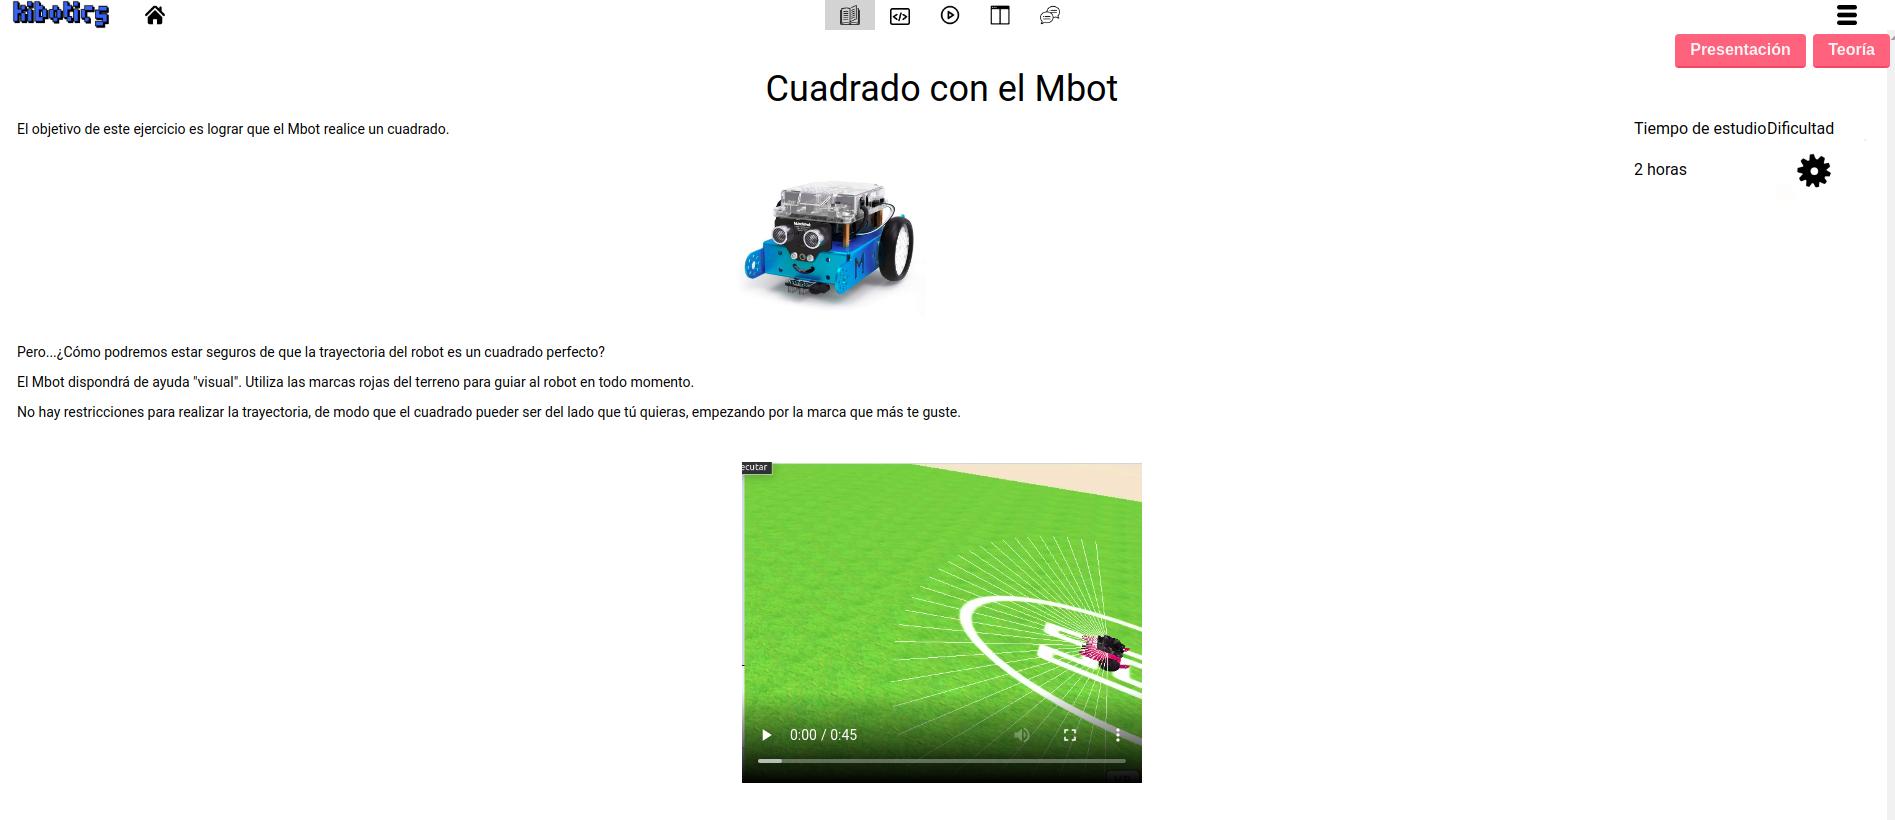 kibotics
Presentación
Teoría
Cuadrado con el Mbot
El objetivo de este ejercicio es lograr que el Mbot realice un cuadrado.
Tiempo de estudio Dificultad
2 horas
Pero...¿Cómo podremos estar seguros de que la trayectoria del robot es un cuadrado perfecto?
El Mbot dispondrá de ayuda "visual". Utiliza las marcas rojas del terreno para guiar al robot en todo momento.
No hay restricciones para realizar la trayectoria, de modo que el cuadrado pueder ser del lado que tú quieras, empezando por la marca que más te guste.
ecutar
0:00 / 0:45